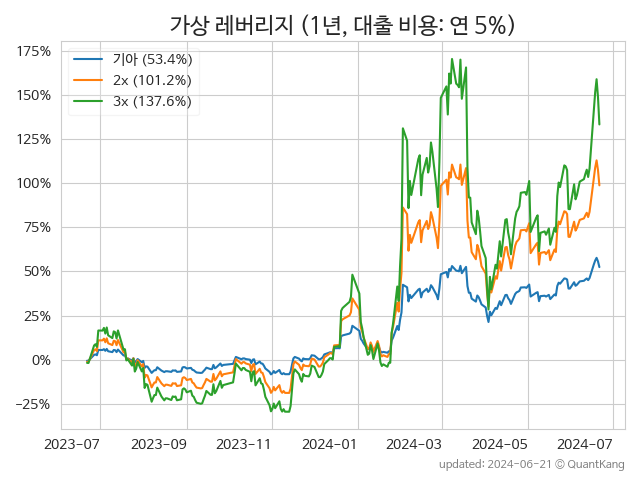 가상 레버리지 (1년, 대출 비용: 연 5%)
175%
150%
125%
100%
75%
50%
25%
0%
−25%
기아 (53.4%)
2x (101.2%)
3x (137.6%)
2023-07 2023-09 2023-11 2024-01 2024-03 2024-05 2024-07
updated: 2024-06-21 © QuantKang